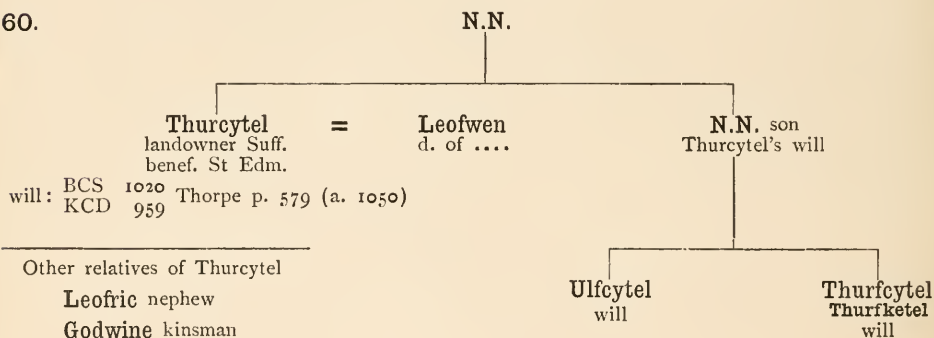 60.
N.N.
Thurcytel = Leofwen N.N. son
landowner Suff. d. of .... Thurcytel's will
benef. St Edm.
will: BCS 1020 Thorpe p. 579 (a. 1050)
KCD 959
Other relatives of Thurcytel
Leofric nephew
Godwine kinsman
Ulfcytel Thurfcytel
will Thurfketel
will